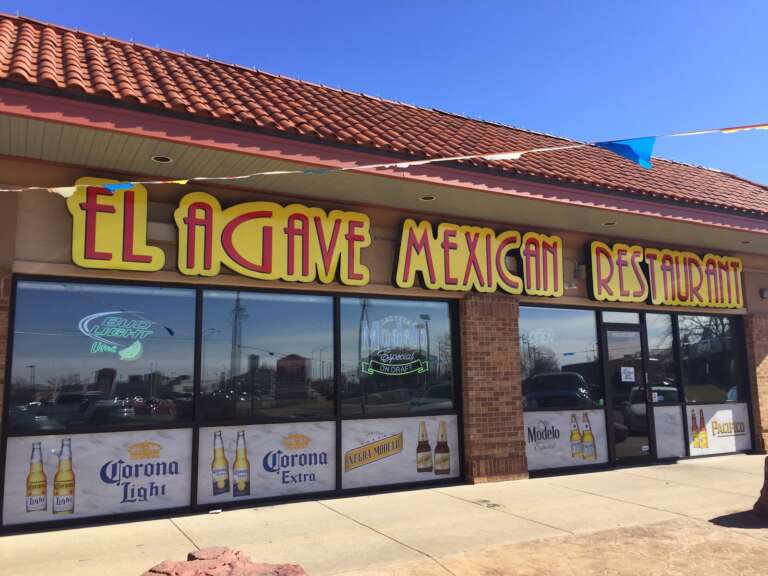 EL AGAVE MEXICAN RESTAURANT
BUD LIGHT
Lime
Modelo
Especial
ON DRAFT
Corona
Light
Corona
Extra
NEGRA MODELO
Modelo
Especial
PACIFICO